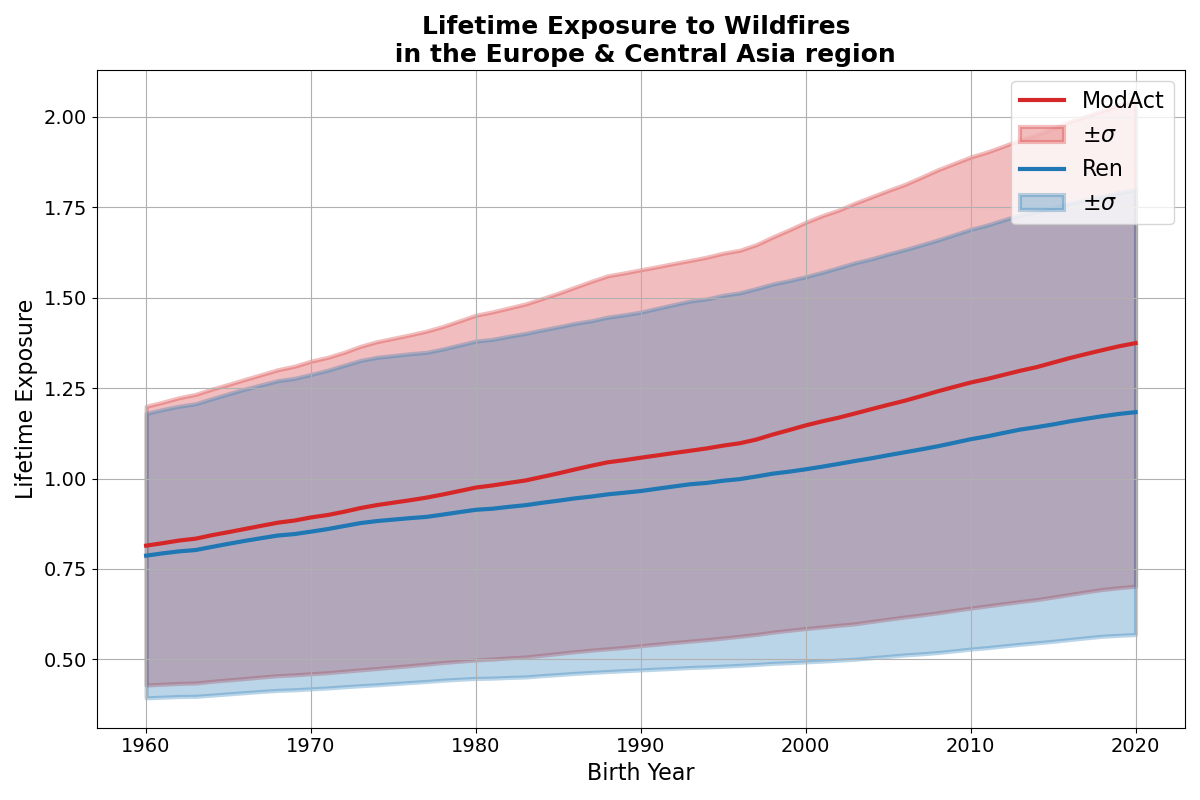 Lifetime Exposure to Wildfires
in the Europe & Central Asia region
ModAct
±σ
Ren
±σ
Lifetime Exposure
2.00
1.75
1.50
1.25
1.00
0.75
0.50
1960
1970
1980
1990
2000
2010
2020
Birth Year